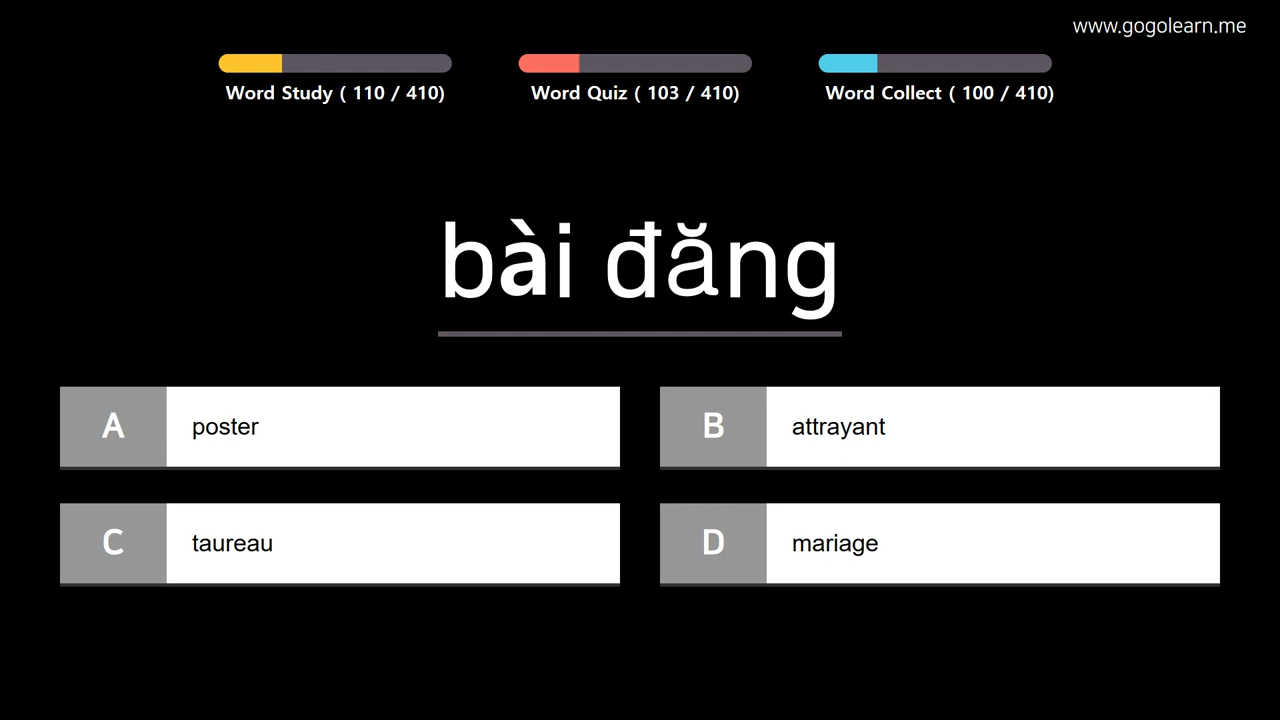 www.gogolearn.me
Word Study ( 110 / 410)
Word Quiz ( 103 / 410)
Word Collect ( 100 / 410)
bài đăng
A poster
B attrayant
C taureau
D mariage